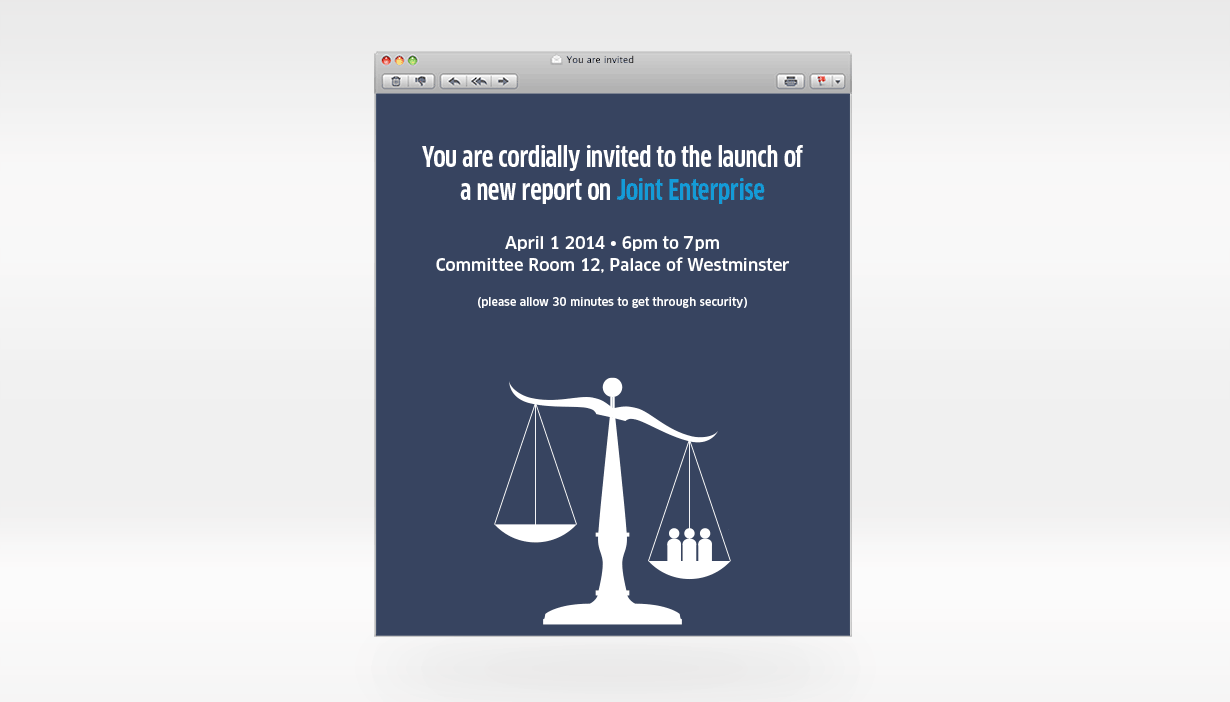 You are invited
You are cordially invited to the launch of
a new report on Joint Enterprise
April 1 2014 • 6pm to 7pm
Committee Room 12, Palace of Westminster
(please allow 30 minutes to get through security)